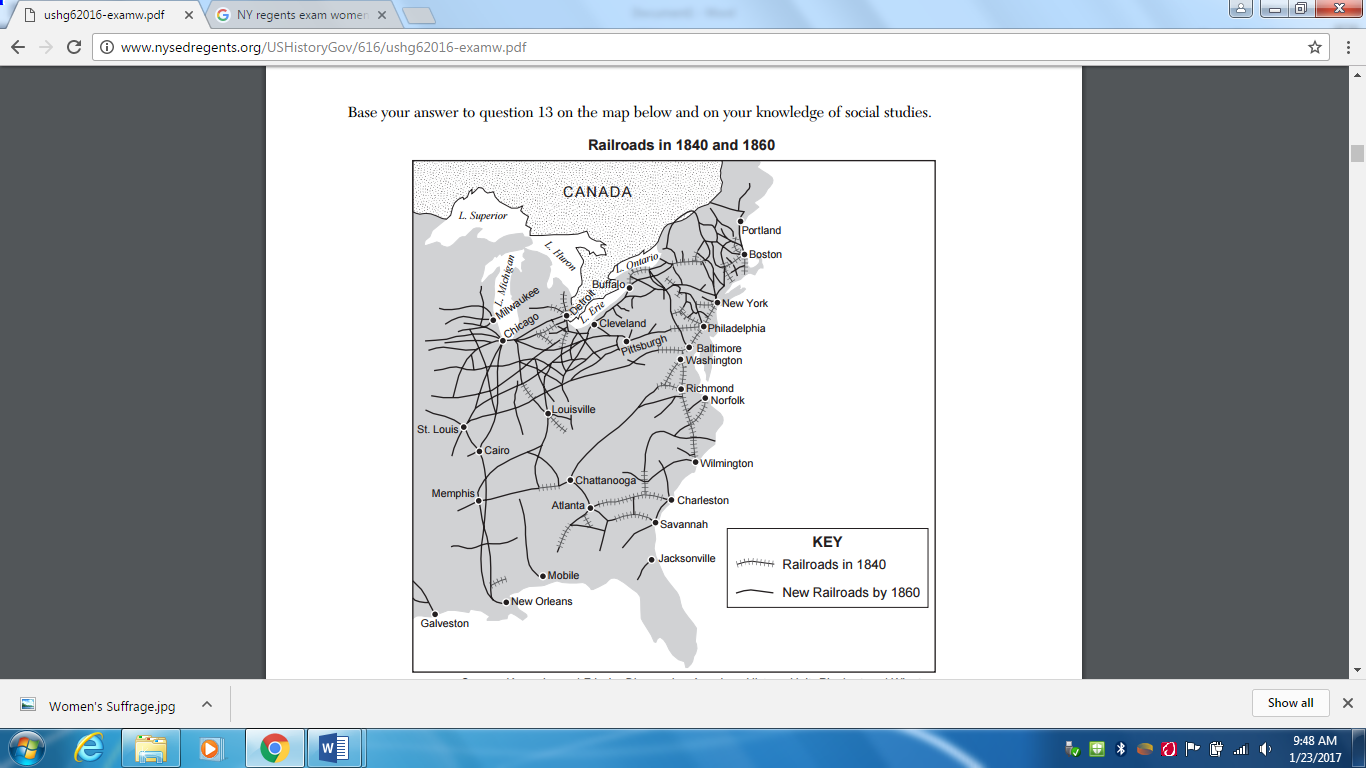 ushg62016-examw.pdf
NY regents exam women
www.nysedregents.org/USHistoryGov/616/ushg62016-examw.pdf
Base your answer to question 13 on the map below and on your knowledge of social studies.
Railroads in 1840 and 1860
CANADA
L. Superior
L. Huron
L. Michigan
L. Ontario
L. Erie
Portland
Boston
Buffalo
Milwaukee
Detroit
New York
Chicago
Cleveland
Philadelphia
Pittsburgh
Baltimore
Washington
Richmond
Norfolk
Louisville
St. Louis
Cairo
Wilmington
Chattanooga
Memphis
Charleston
Atlanta
Savannah
Jacksonville
Mobile
New Orleans
Galveston
KEY
Railroads in 1840
New Railroads by 1860
Women's Suffrage.jpg
Show all
9:48 AM
1/23/2017